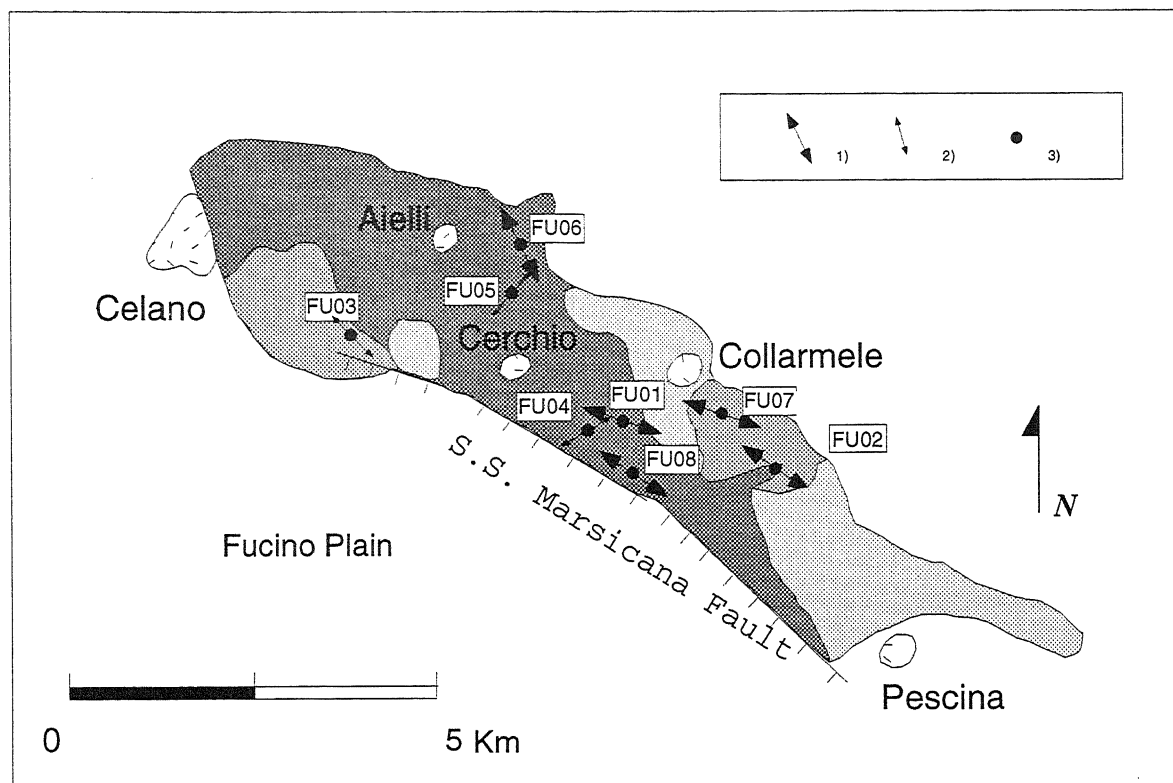 1) 2) 3)
Aielli
FU06
FU05
Celano
FU03
Cerchio
Collarmele
FU04
FU01
FU07
FU02
FU08
S.S. Marsicana Fault
N
Fucino Plain
Pescina
0 5 Km